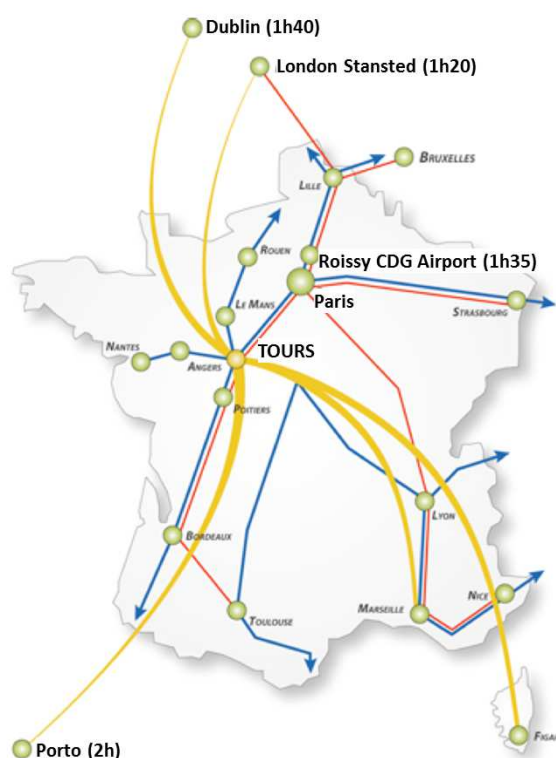 Dublin (1h40)
London Stansted (1h20)
BRUXELLES
LILLE
ROUEN
Roissy CDG Airport (1h35)
Paris
STRASBOURG
LE MANS
NANTES
ANGERS
TOURS
POITIERS
LYON
BORDEAUX
NICE
MARSEILLE
TOULOUSE
FIGAR
Porto (2h)